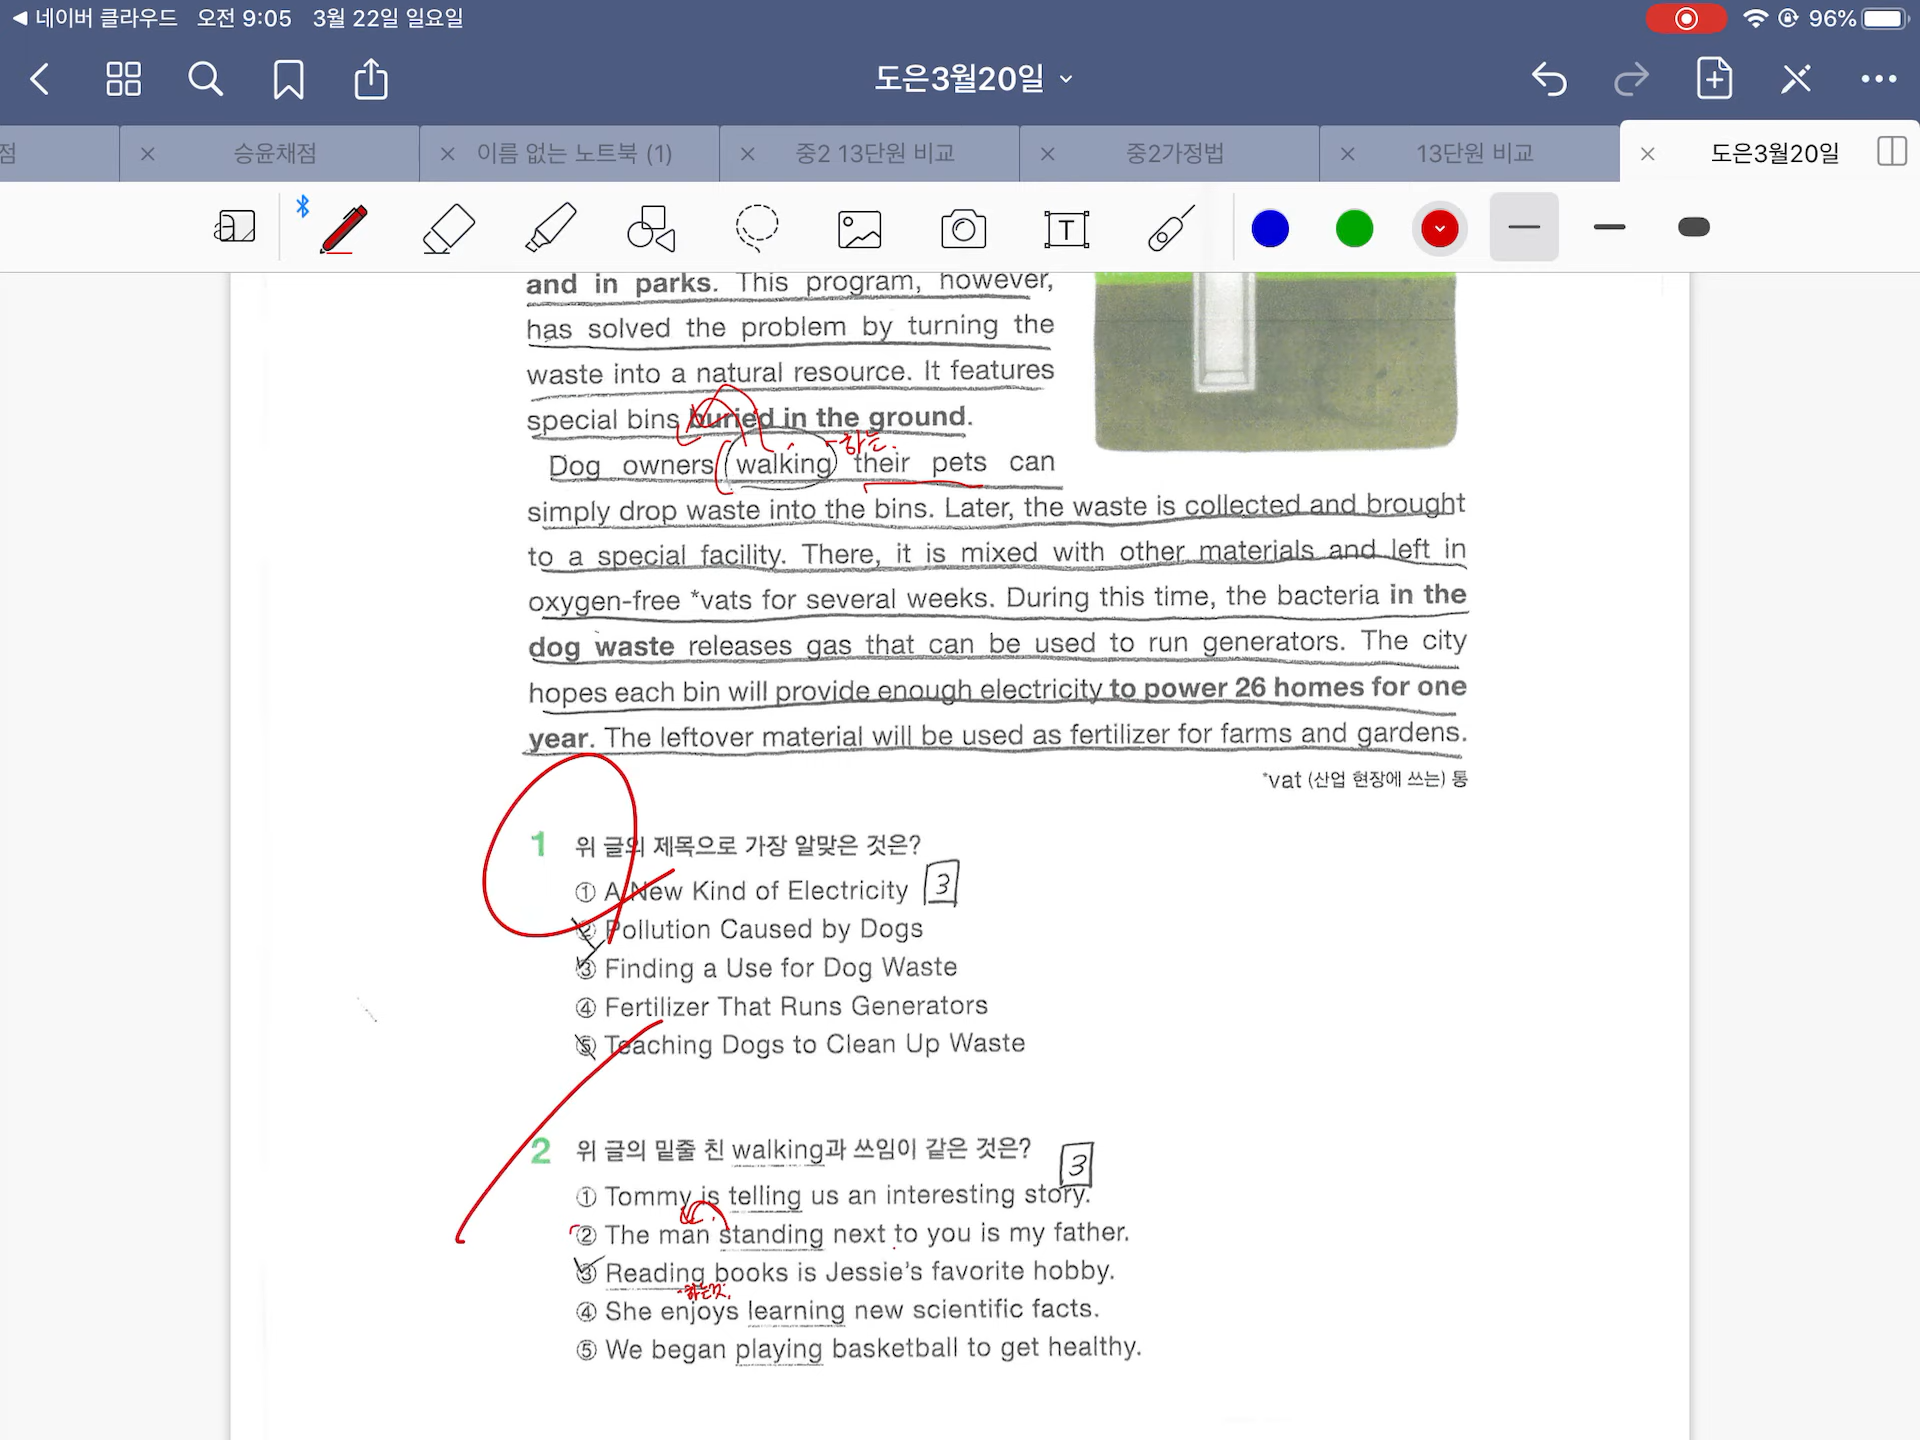 ◀ 네이버 클라우드 오전 9:05 3월 22일 일요일 96%
도은3월20일
점 승윤채점 이름 없는 노트북 (1) 중2 13단원 비교 중2가정법 13단원 비교 도은3월20일
and in parks. This program, however,
has solved the problem by turning the
waste into a natural resource. It features
special bins buried in the ground.
-하는.
Dog owners walking their pets can
simply drop waste into the bins. Later, the waste is collected and brought
to a special facility. There, it is mixed with other materials and left in
oxygen-free *vats for several weeks. During this time, the bacteria in the
dog waste releases gas that can be used to run generators. The city
hopes each bin will provide enough electricity to power 26 homes for one
year. The leftover material will be used as fertilizer for farms and gardens.
*vat (산업 현장에 쓰는) 통
1 위 글의 제목으로 가장 알맞은 것은?
① A New Kind of Electricity 3
② Pollution Caused by Dogs
③ Finding a Use for Dog Waste
④ Fertilizer That Runs Generators
⑤ Teaching Dogs to Clean Up Waste
2 위 글의 밑줄 친 walking과 쓰임이 같은 것은? 3
① Tommy is telling us an interesting story.
② The man standing next to you is my father.
③ Reading books is Jessie's favorite hobby.
-하는것.
④ She enjoys learning new scientific facts.
⑤ We began playing basketball to get healthy.